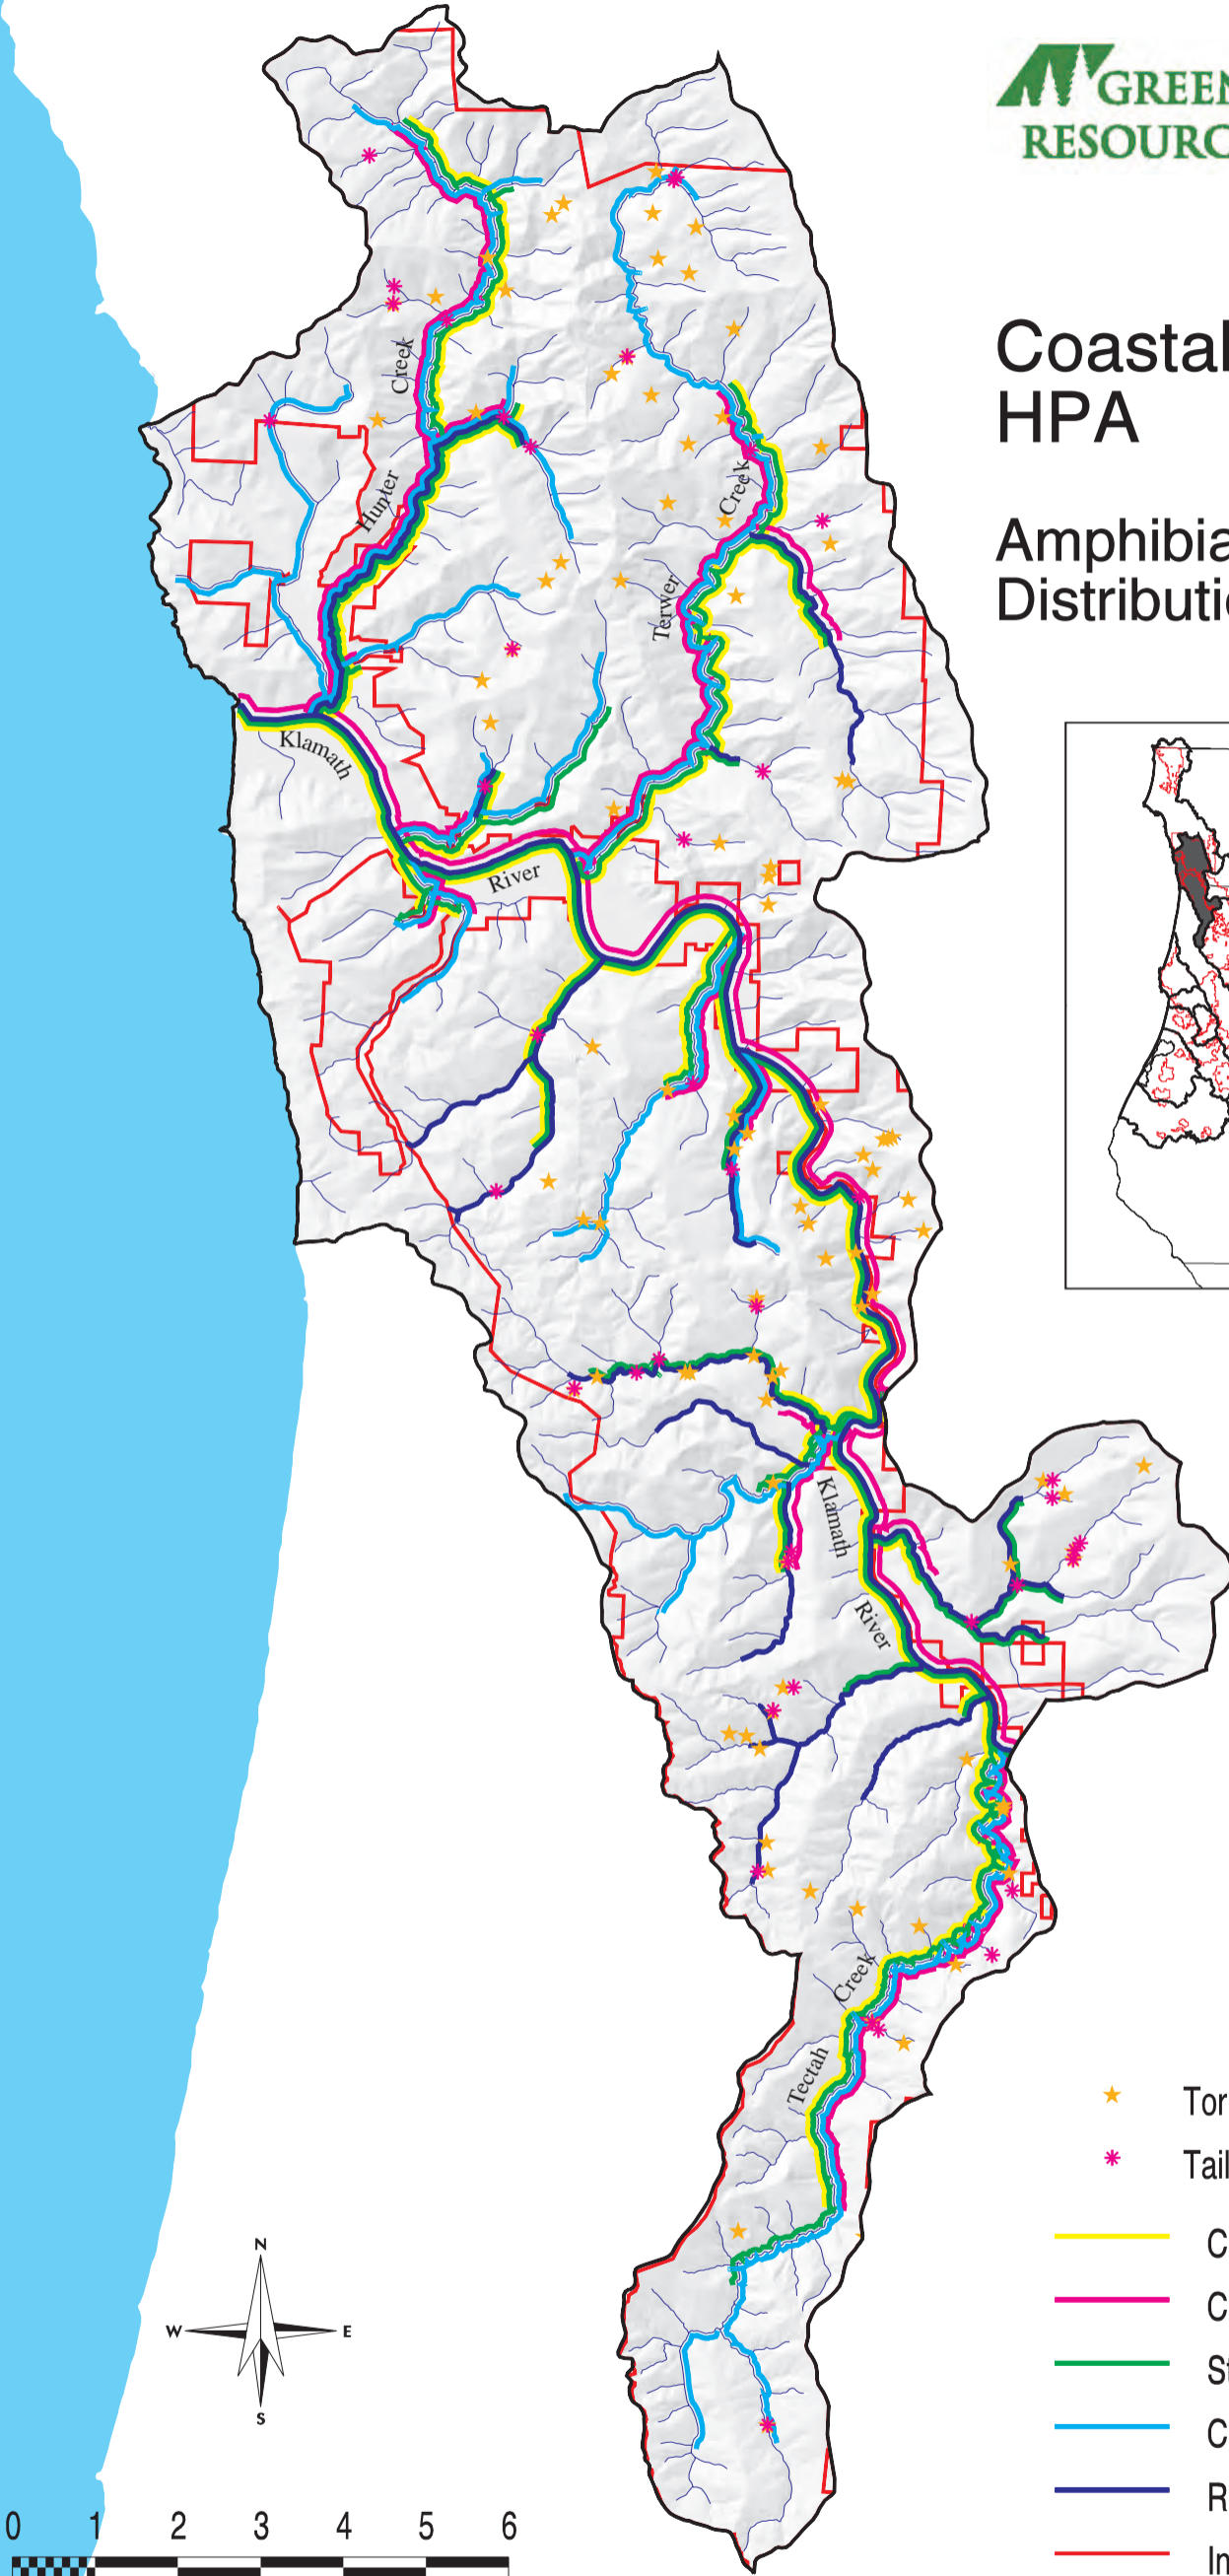 GREEN
RESOURC
Coastal
HPA
Amphibia
Distributi
Creek
Hunter
Creek
Terwer
Klamath
River
Klamath
River
Creek
Tectah
N
W
E
S
0 1 2 3 4 5 6
Tor
Tail
C
C
St
C
R
In